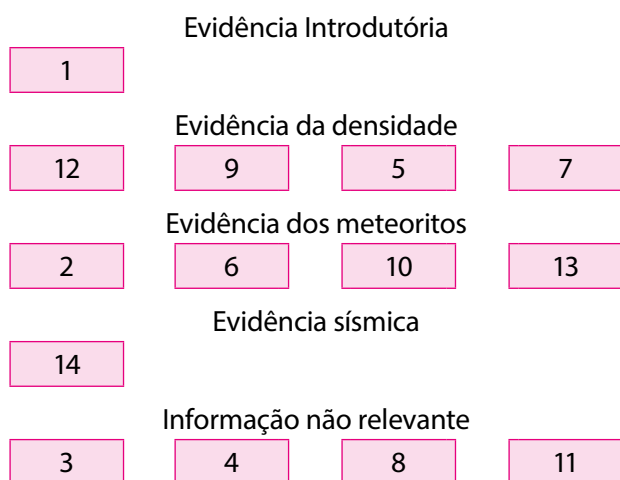 Evidência Introdutória
1
Evidência da densidade
12 9 5 7
Evidência dos meteoritos
2 6 10 13
Evidência sísmica
14
Informação não relevante
3 4 8 11